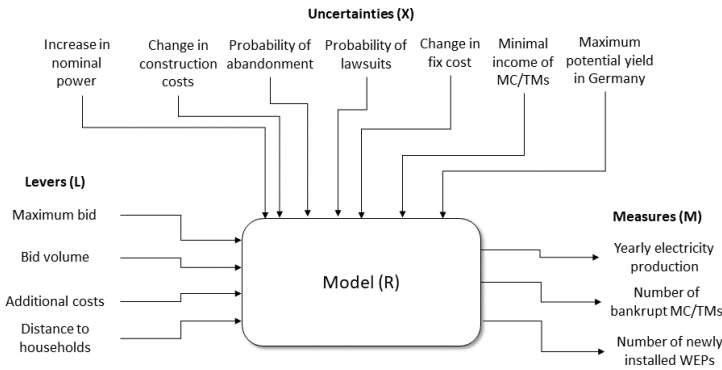 Uncertainties (X)
Increase in
nominal
power
Change in
construction
costs
Probability of
abandonment
Probability of
lawsuits
Change in
fix cost
Minimal
income of
MC/TMs
Maximum
potential yield
in Germany
Levers (L)
Maximum bid
Bid volume
Additional costs
Distance to
households
Model (R)
Measures (M)
Yearly electricity
production
Number of
bankrupt MC/TMs
Number of newly
installed WEPs